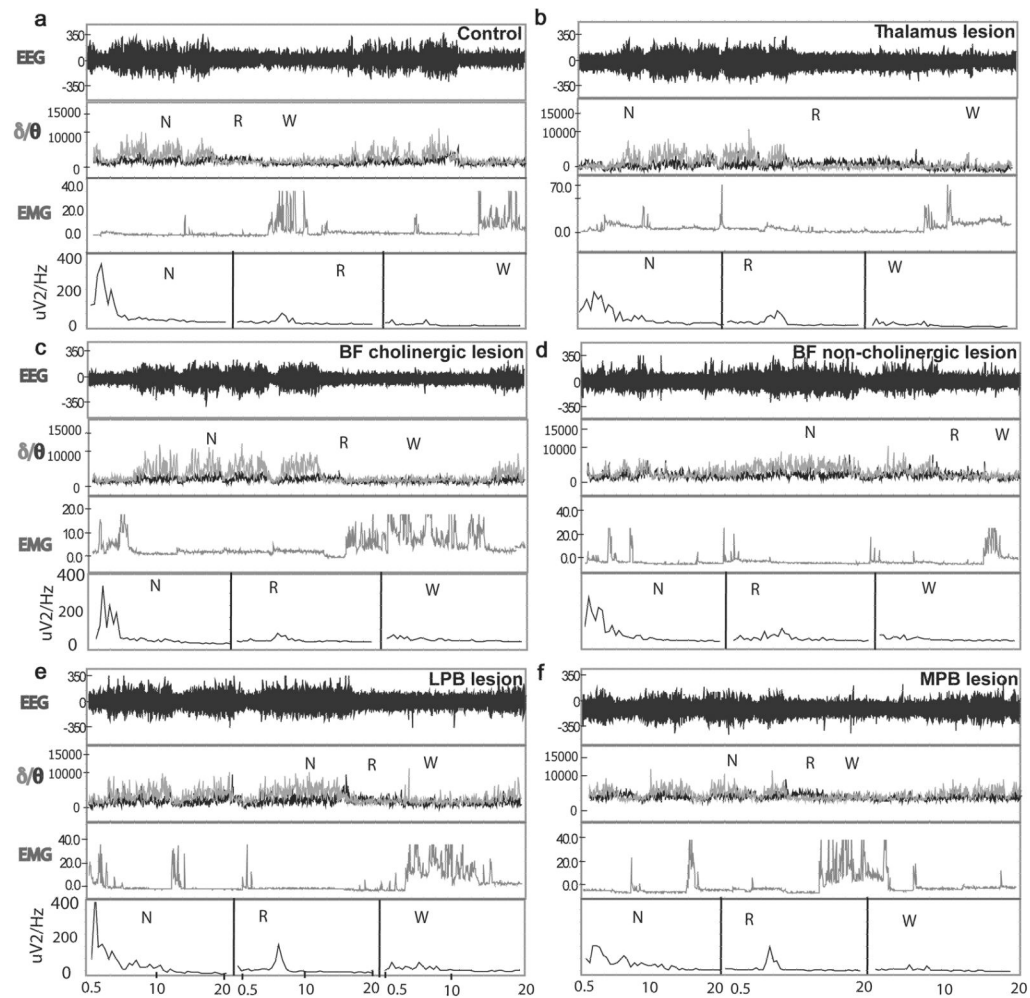 a Control
EEG 350
0
-350
δ/θ 15000
10000
0
N R W
EMG 40.0
20.0
0.0
uV2/Hz 400
200
0
N R W
b Thalamus lesion
350
0
-350
15000
10000
0
N R W
70.0
0.0
N R W
c BF cholinergic lesion
EEG 350
-350
δ/θ 15000
10000
0
N R W
EMG 20.0
10.0
0.0
uV2/Hz 400
200
0
N R W
d BF non-cholinergic lesion
350
0
-350
15000
10000
0
N R W
40.0
20.0
0.0
N R W
e LPB lesion
EEG 350
0
-350
δ/θ 15000
10000
0
N R W
EMG 40.0
20.0
0.0
uV2/Hz 400
200
0
N R W
0.5 10 20 0.5 10 20 0.5 10 20
f MPB lesion
350
0
-350
15000
10000
0
N R W
40.0
20.0
0.0
N R W
0.5 10 20 0.5 10 20 0.5 10 20